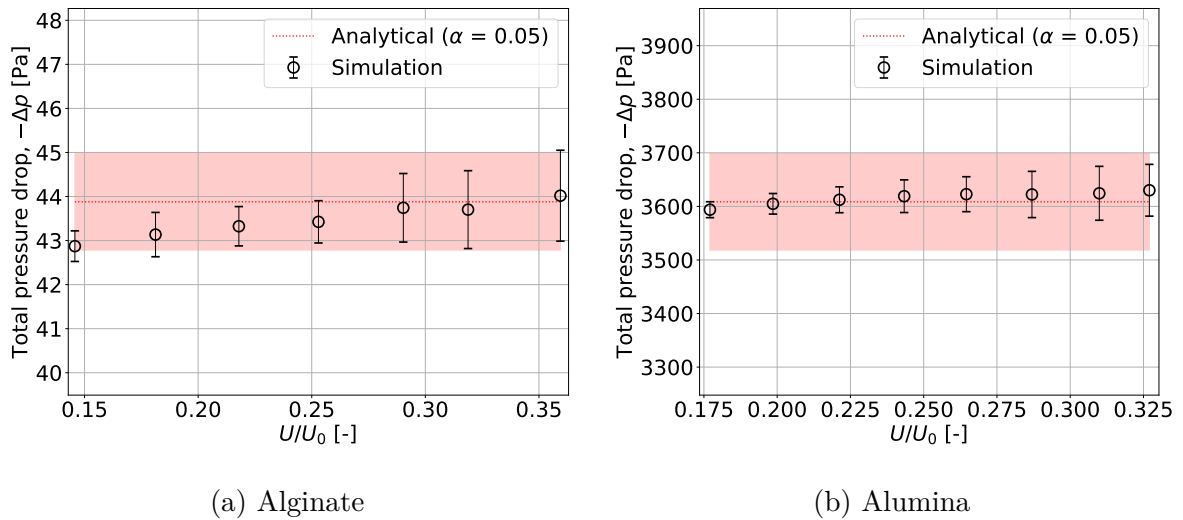 48
47
46
45
44
43
42
41
40
Total pressure drop, −Δp [Pa]
Analytical (α = 0.05)
Simulation
0.15 0.20 0.25 0.30 0.35
U/U₀ [-]
(a) Alginate
3900
3800
3700
3600
3500
3400
3300
Total pressure drop, −Δp [Pa]
Analytical (α = 0.05)
Simulation
0.175 0.200 0.225 0.250 0.275 0.300 0.325
U/U₀ [-]
(b) Alumina